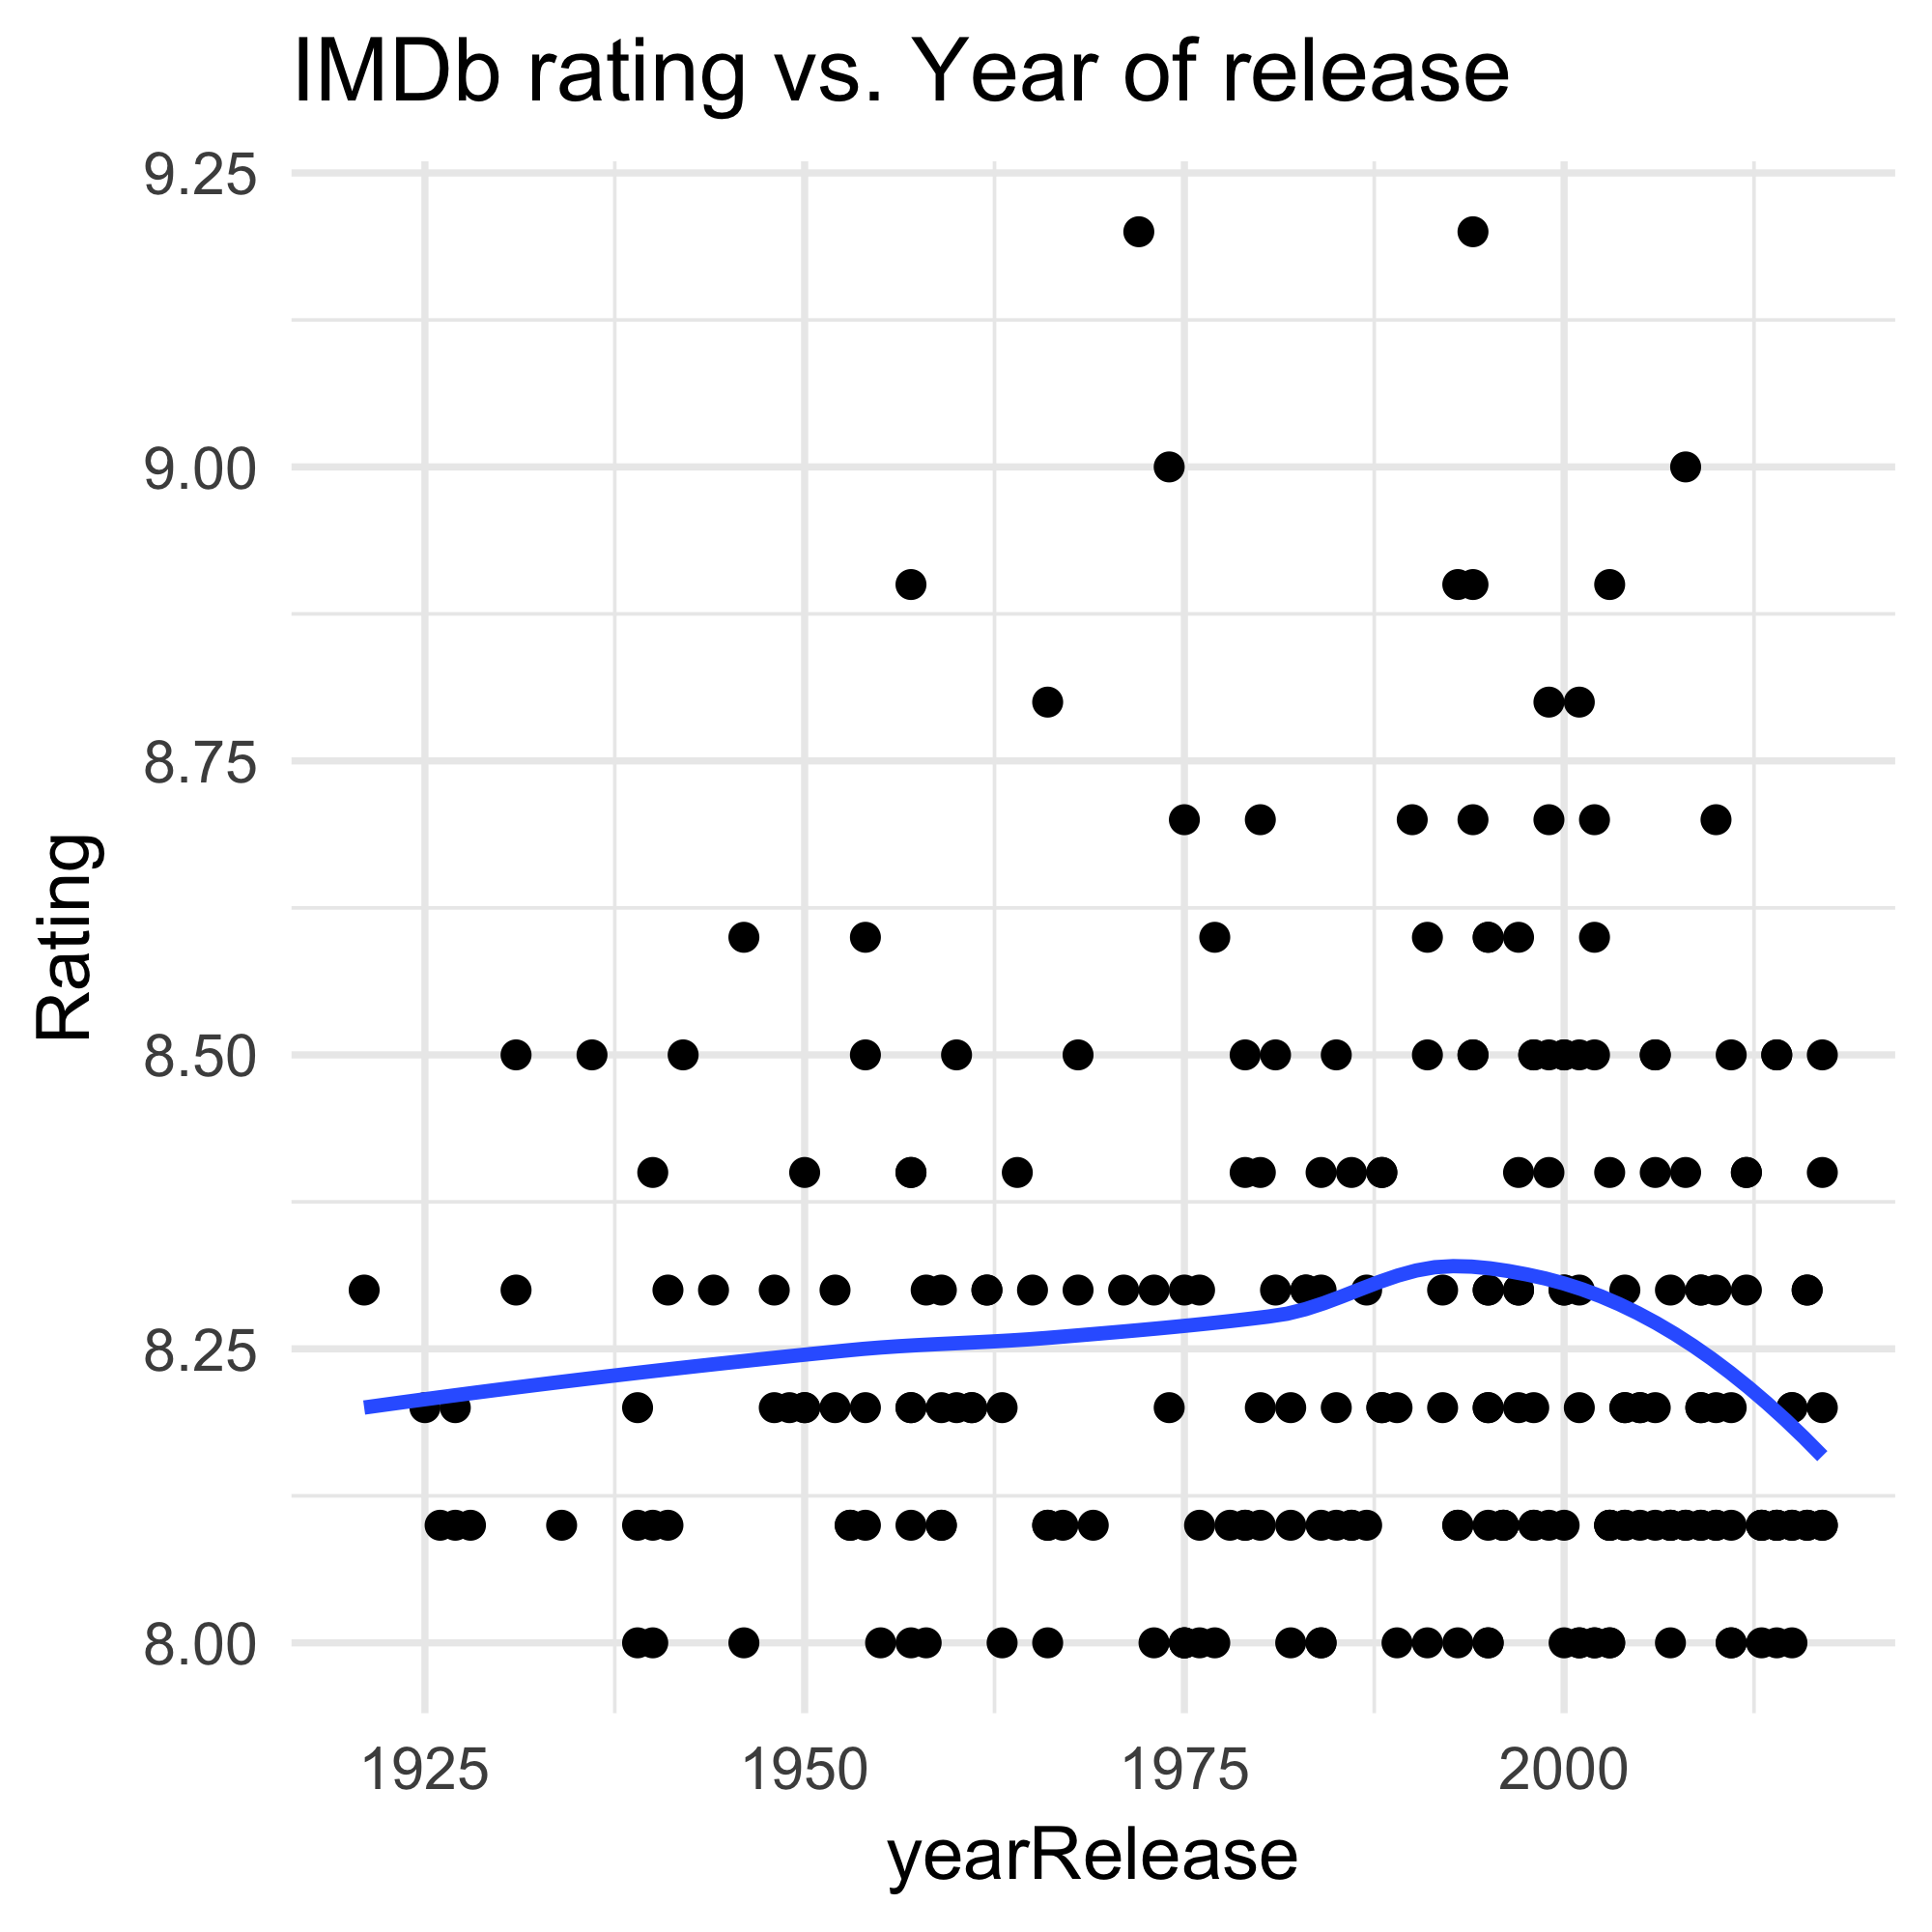 IMDb rating vs. Year of release
9.25
9.00
8.75
8.50
8.25
8.00
Rating
1925 1950 1975 2000
yearRelease